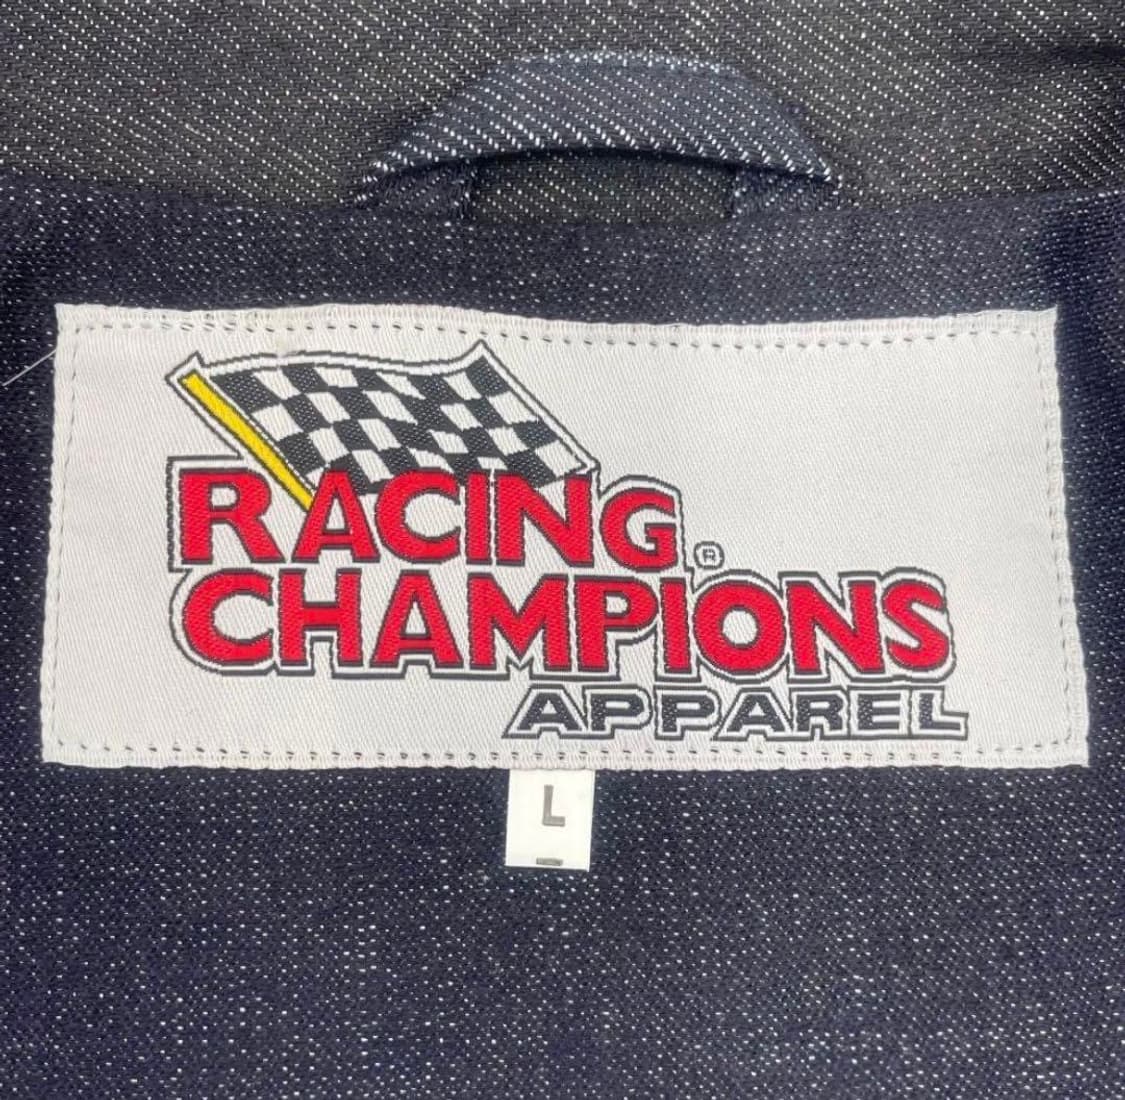 RACING ®
CHAMPIONS
APPAREL
L